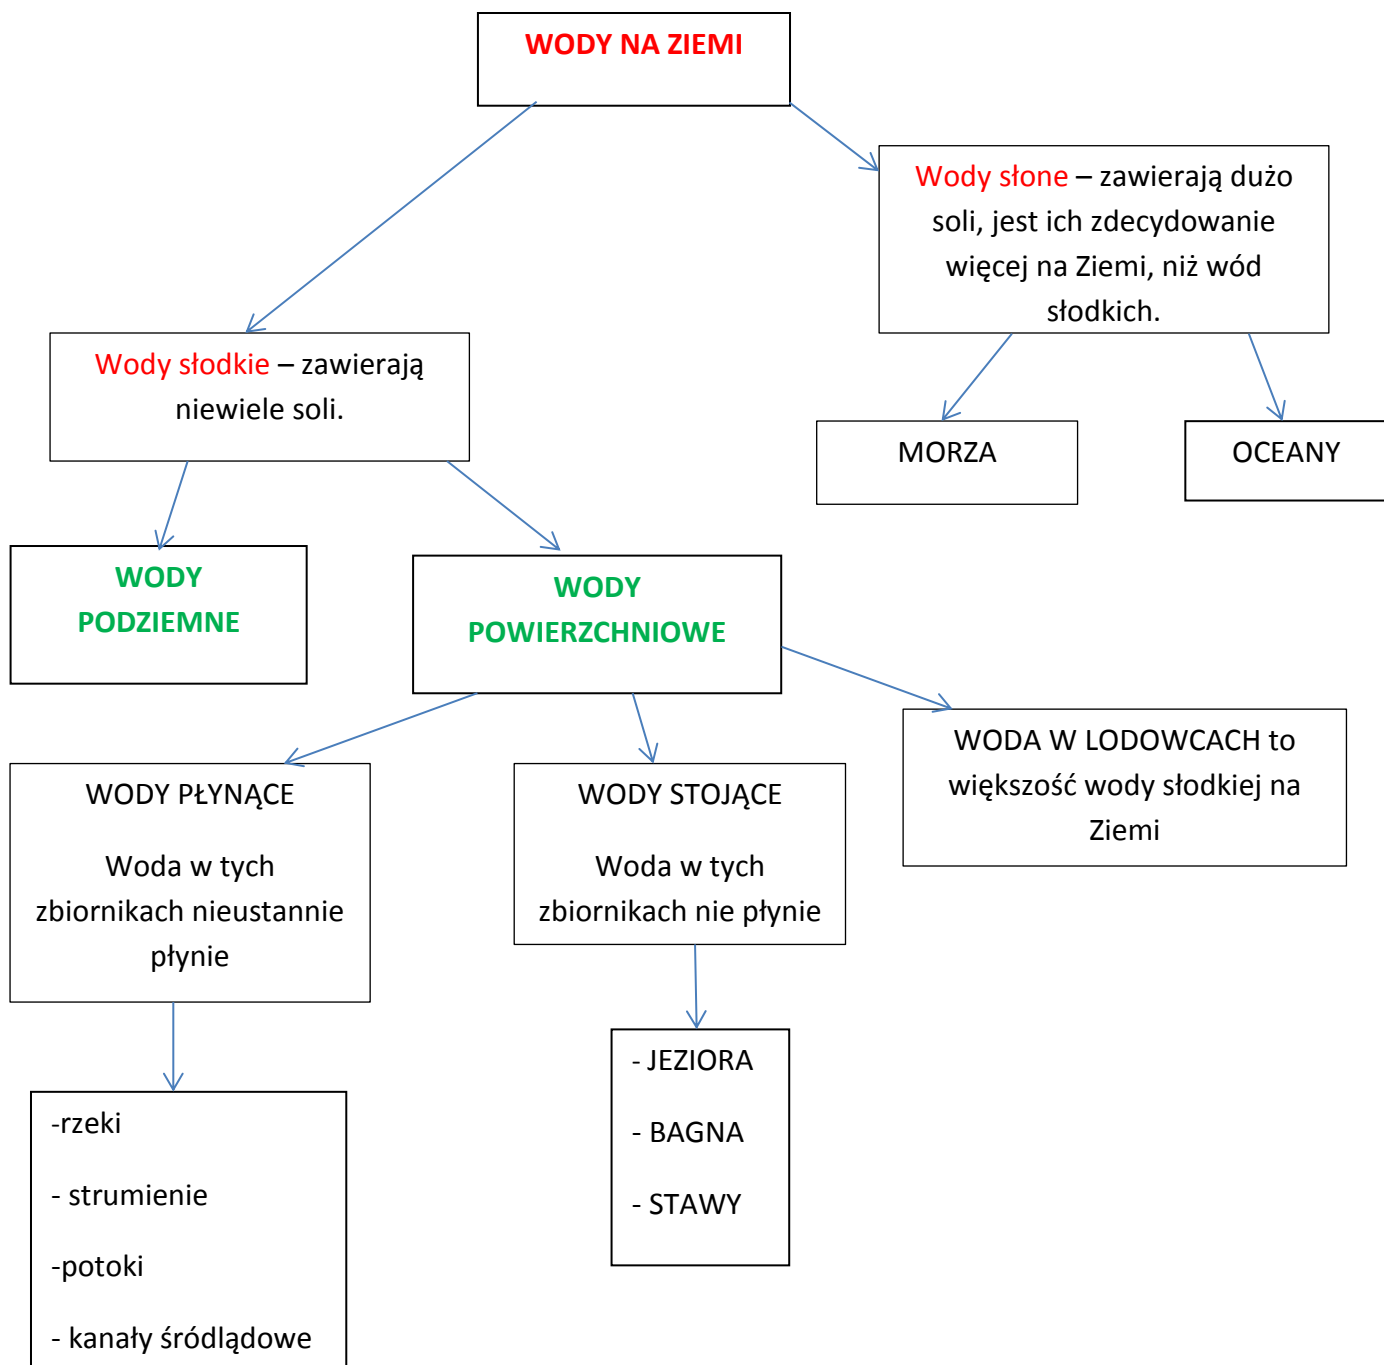 WODY NA ZIEMI
Wody słone – zawierają dużo
soli, jest ich zdecydowanie
więcej na Ziemi, niż wód
słodkich.
Wody słodkie – zawierają
niewiele soli.
MORZA
OCEANY
WODY
PODZIEMNE
WODY
POWIERZCHNIOWE
WODA W LODOWCACH to
większość wody słodkiej na
Ziemi
WODY PŁYNĄCE
Woda w tych
zbiornikach nieustannie
płynie
WODY STOJĄCE
Woda w tych
zbiornikach nie płynie
- JEZIORA
- BAGNA
- STAWY
-rzeki
- strumienie
-potoki
- kanały śródlądowe